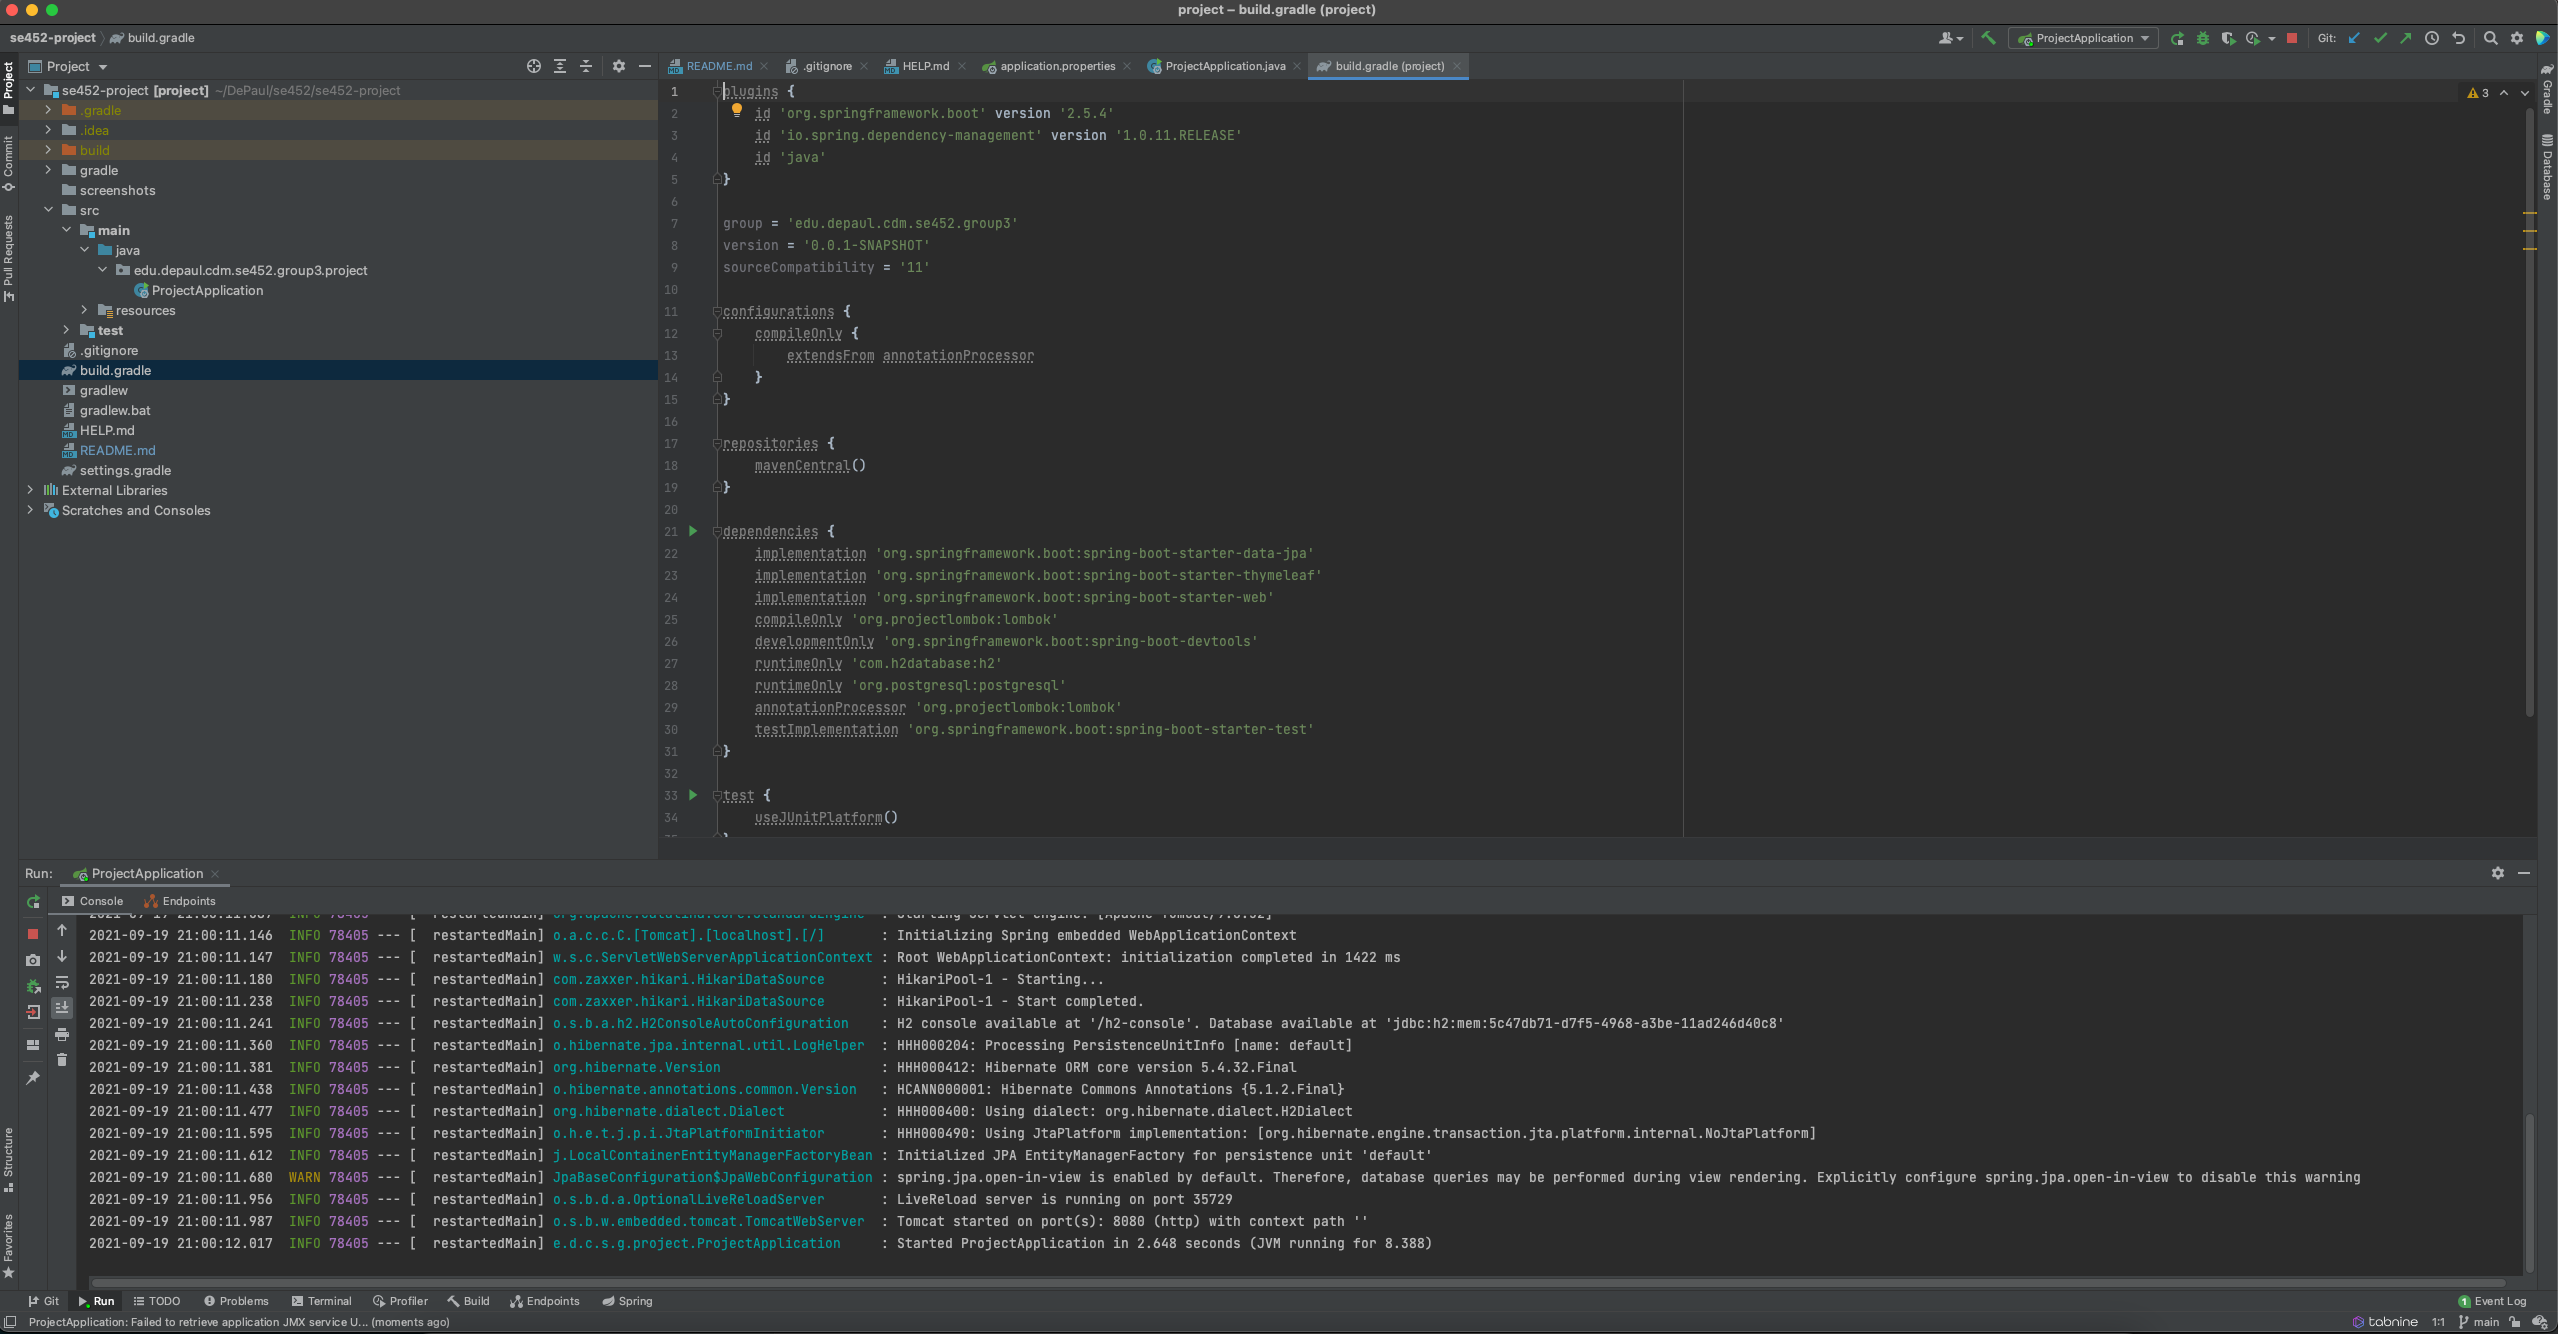 project – build.gradle (project)
se452-project build.gradle
ProjectApplication Git:
Project
README.md .gitignore HELP.md application.properties ProjectApplication.java build.gradle (project)
Project
Commit
Pull Requests
Structure
Favorites
Gradle
Database
se452-project [project] ~/DePaul/se452/se452-project
.gradle
.idea
build
gradle
screenshots
src
main
java
edu.depaul.cdm.se452.group3.project
ProjectApplication
resources
test
.gitignore
build.gradle
gradlew
gradlew.bat
HELP.md
README.md
settings.gradle
External Libraries
Scratches and Consoles
3
1 plugins {
2 id 'org.springframework.boot' version '2.5.4'
3 id 'io.spring.dependency-management' version '1.0.11.RELEASE'
4 id 'java'
5 }
6
7 group = 'edu.depaul.cdm.se452.group3'
8 version = '0.0.1-SNAPSHOT'
9 sourceCompatibility = '11'
10
11 configurations {
12 compileOnly {
13 extendsFrom annotationProcessor
14 }
15 }
16
17 repositories {
18 mavenCentral()
19 }
20
21 dependencies {
22 implementation 'org.springframework.boot:spring-boot-starter-data-jpa'
23 implementation 'org.springframework.boot:spring-boot-starter-thymeleaf'
24 implementation 'org.springframework.boot:spring-boot-starter-web'
25 compileOnly 'org.projectlombok:lombok'
26 developmentOnly 'org.springframework.boot:spring-boot-devtools'
27 runtimeOnly 'com.h2database:h2'
28 runtimeOnly 'org.postgresql:postgresql'
29 annotationProcessor 'org.projectlombok:lombok'
30 testImplementation 'org.springframework.boot:spring-boot-starter-test'
31 }
32
33 test {
34 useJUnitPlatform()
Run: ProjectApplication
Console Endpoints
2021-09-19 21:00:11.146 INFO 78405 --- [ restartedMain] o.a.c.c.C.[Tomcat].[localhost].[/] : Initializing Spring embedded WebApplicationContext
2021-09-19 21:00:11.147 INFO 78405 --- [ restartedMain] w.s.c.ServletWebServerApplicationContext : Root WebApplicationContext: initialization completed in 1422 ms
2021-09-19 21:00:11.180 INFO 78405 --- [ restartedMain] com.zaxxer.hikari.HikariDataSource : HikariPool-1 - Starting...
2021-09-19 21:00:11.238 INFO 78405 --- [ restartedMain] com.zaxxer.hikari.HikariDataSource : HikariPool-1 - Start completed.
2021-09-19 21:00:11.241 INFO 78405 --- [ restartedMain] o.s.b.a.h2.H2ConsoleAutoConfiguration : H2 console available at '/h2-console'. Database available at 'jdbc:h2:mem:5c47db71-d7f5-4968-a3be-11ad246d40c8'
2021-09-19 21:00:11.360 INFO 78405 --- [ restartedMain] o.hibernate.jpa.internal.util.LogHelper : HHH000204: Processing PersistenceUnitInfo [name: default]
2021-09-19 21:00:11.381 INFO 78405 --- [ restartedMain] org.hibernate.Version : HHH000412: Hibernate ORM core version 5.4.32.Final
2021-09-19 21:00:11.438 INFO 78405 --- [ restartedMain] o.hibernate.annotations.common.Version : HCANN000001: Hibernate Commons Annotations {5.1.2.Final}
2021-09-19 21:00:11.477 INFO 78405 --- [ restartedMain] org.hibernate.dialect.Dialect : HHH000400: Using dialect: org.hibernate.dialect.H2Dialect
2021-09-19 21:00:11.595 INFO 78405 --- [ restartedMain] o.h.e.t.j.p.i.JtaPlatformInitiator : HHH000490: Using JtaPlatform implementation: [org.hibernate.engine.transaction.jta.platform.internal.NoJtaPlatform]
2021-09-19 21:00:11.612 INFO 78405 --- [ restartedMain] j.LocalContainerEntityManagerFactoryBean : Initialized JPA EntityManagerFactory for persistence unit 'default'
2021-09-19 21:00:11.680 WARN 78405 --- [ restartedMain] JpaBaseConfiguration$JpaWebConfiguration : spring.jpa.open-in-view is enabled by default. Therefore, database queries may be performed during view rendering. Explicitly configure spring.jpa.open-in-view to disable this warning
2021-09-19 21:00:11.956 INFO 78405 --- [ restartedMain] o.s.b.d.a.OptionalLiveReloadServer : LiveReload server is running on port 35729
2021-09-19 21:00:11.987 INFO 78405 --- [ restartedMain] o.s.b.w.embedded.tomcat.TomcatWebServer : Tomcat started on port(s): 8080 (http) with context path ''
2021-09-19 21:00:12.017 INFO 78405 --- [ restartedMain] e.d.c.s.g.project.ProjectApplication : Started ProjectApplication in 2.648 seconds (JVM running for 8.388)
Git Run TODO Problems Terminal Profiler Build Endpoints Spring 1 Event Log
ProjectApplication: Failed to retrieve application JMX service U... (moments ago) tabnine 1:1 main